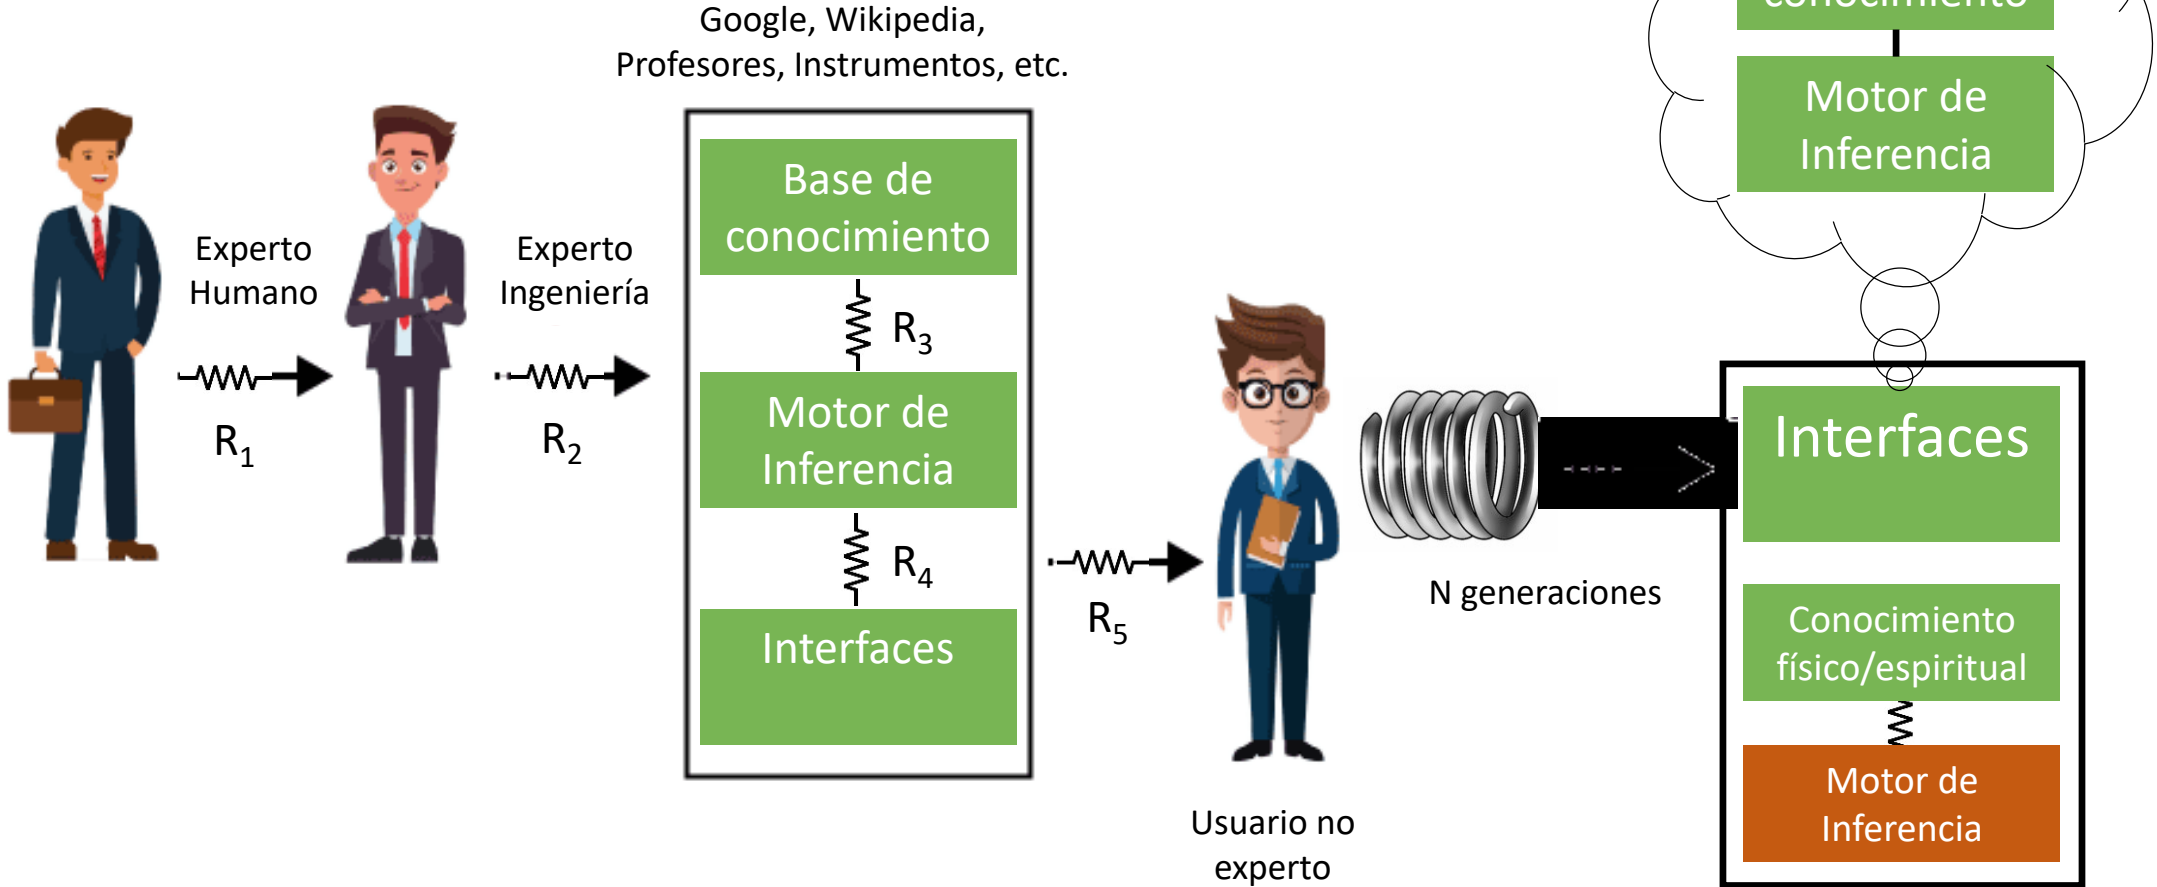 Google, Wikipedia,
Profesores, Instrumentos, etc.
Experto
Humano
R1
Experto
Ingeniería
R2
Base de
conocimiento
R3
Motor de
Inferencia
R4
Interfaces
R5
Usuario no
experto
N generaciones
conocimiento
Motor de
Inferencia
Interfaces
Conocimiento
físico/espiritual
Motor de
Inferencia